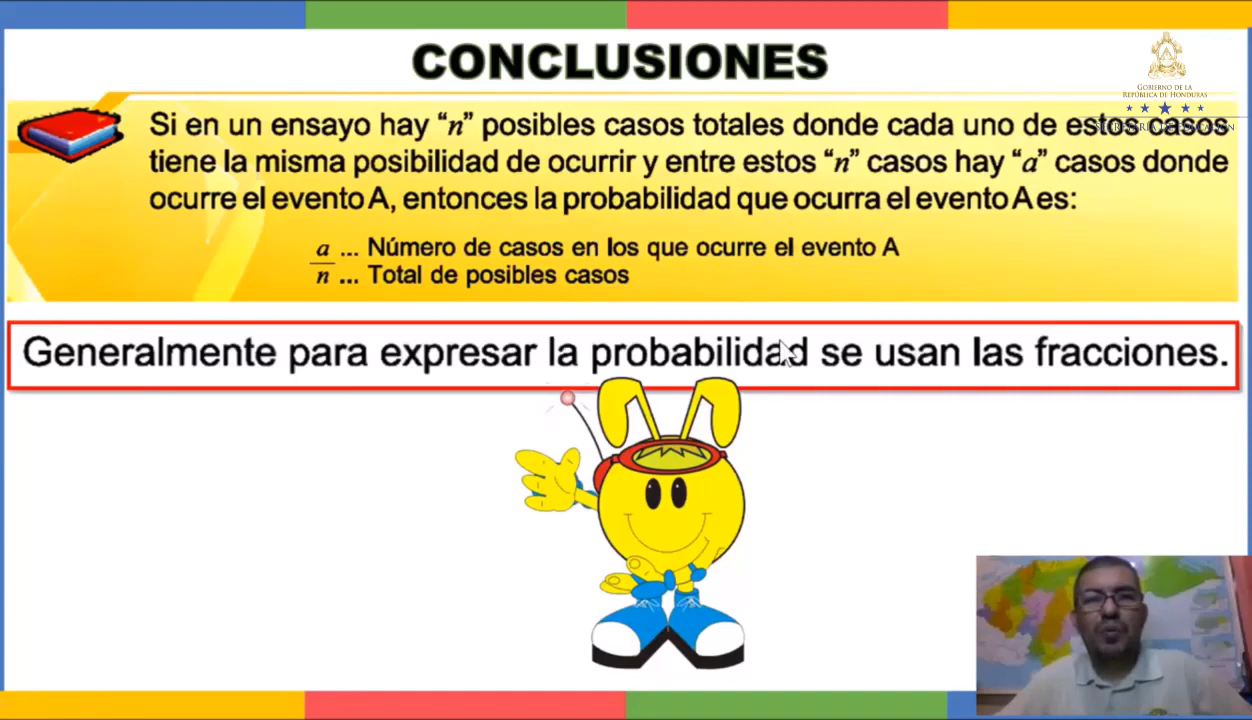 CONCLUSIONES
GOBIERNO DE LA
REPÚBLICA DE HONDURAS
SECRETARÍA DE EDUCACIÓN
Si en un ensayo hay “n” posibles casos totales donde cada uno de estos casos
tiene la misma posibilidad de ocurrir y entre estos “n” casos hay “a” casos donde
ocurre el evento A, entonces la probabilidad que ocurra el evento A es:
a ... Número de casos en los que ocurre el evento A
n ... Total de posibles casos
Generalmente para expresar la probabilidad se usan las fracciones.